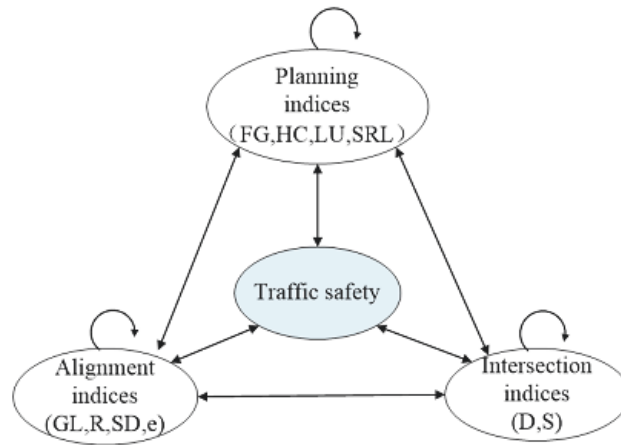 Planning
indices
(FG,HC,LU,SRL)
Traffic safety
Alignment
indices
(GL,R,SD,e)
Intersection
indices
(D,S)